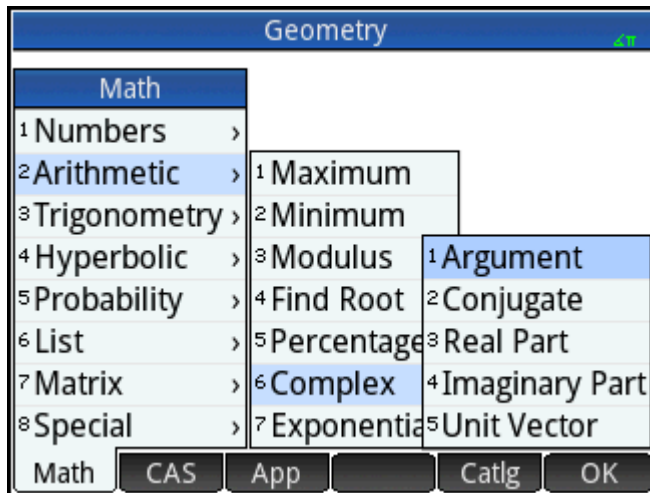 Geometry
∡π
Math
1 Numbers ›
2 Arithmetic ›
3 Trigonometry ›
4 Hyperbolic ›
5 Probability ›
6 List ›
7 Matrix ›
8 Special ›
1 Maximum
2 Minimum
3 Modulus
4 Find Root
5 Percentage
6 Complex
7 Exponentia
1 Argument
2 Conjugate
3 Real Part
4 Imaginary Part
5 Unit Vector
Math CAS App Catlg OK